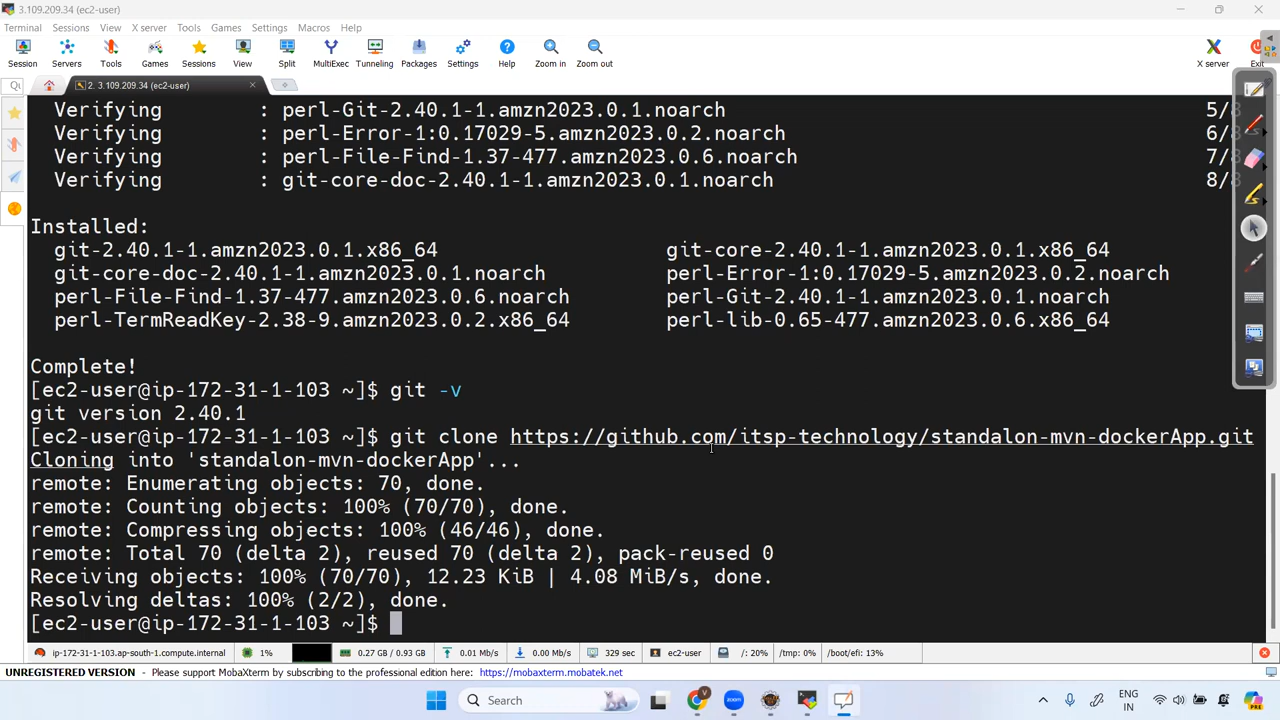 3.109.209.34 (ec2-user)
Terminal Sessions View X server Tools Games Settings Macros Help
Session Servers Tools Games Sessions View Split MultiExec Tunneling Packages Settings Help Zoom in Zoom out X server Exit
2. 3.109.209.34 (ec2-user)
Verifying : perl-Git-2.40.1-1.amzn2023.0.1.noarch 5/8
Verifying : perl-Error-1:0.17029-5.amzn2023.0.2.noarch 6/8
Verifying : perl-File-Find-1.37-477.amzn2023.0.6.noarch 7/8
Verifying : git-core-doc-2.40.1-1.amzn2023.0.1.noarch 8/8
Installed:
git-2.40.1-1.amzn2023.0.1.x86_64 git-core-2.40.1-1.amzn2023.0.1.x86_64
git-core-doc-2.40.1-1.amzn2023.0.1.noarch perl-Error-1:0.17029-5.amzn2023.0.2.noarch
perl-File-Find-1.37-477.amzn2023.0.6.noarch perl-Git-2.40.1-1.amzn2023.0.1.noarch
perl-TermReadKey-2.38-9.amzn2023.0.2.x86_64 perl-lib-0.65-477.amzn2023.0.6.x86_64
Complete!
[ec2-user@ip-172-31-1-103 ~]$ git -v
git version 2.40.1
[ec2-user@ip-172-31-1-103 ~]$ git clone https://github.com/itsp-technology/standalon-mvn-dockerApp.git
Cloning into 'standalon-mvn-dockerApp'...
remote: Enumerating objects: 70, done.
remote: Counting objects: 100% (70/70), done.
remote: Compressing objects: 100% (46/46), done.
remote: Total 70 (delta 2), reused 70 (delta 2), pack-reused 0
Receiving objects: 100% (70/70), 12.23 KiB | 4.08 MiB/s, done.
Resolving deltas: 100% (2/2), done.
[ec2-user@ip-172-31-1-103 ~]$
ip-172-31-1-103.ap-south-1.compute.internal 1% 0.27 GB / 0.93 GB 0.01 Mb/s 0.00 Mb/s 329 sec ec2-user /: 20% /tmp: 0% /boot/efi: 13%
UNREGISTERED VERSION - Please support MobaXterm by subscribing to the professional edition here: https://mobaxterm.mobatek.net
Search ENG
IN